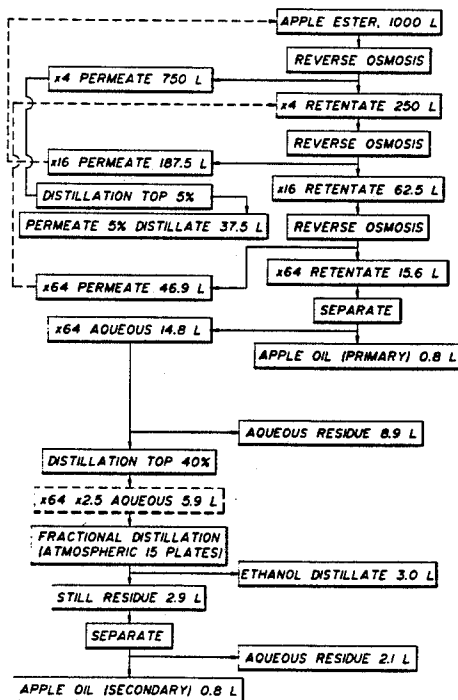 APPLE ESTER, 1000 L
REVERSE OSMOSIS
x4 PERMEATE 750 L
x4 RETENTATE 250 L
REVERSE OSMOSIS
x16 PERMEATE 187.5 L
x16 RETENTATE 62.5 L
DISTILLATION TOP 5%
PERMEATE 5% DISTILLATE 37.5 L
REVERSE OSMOSIS
x64 RETENTATE 15.6 L
x64 PERMEATE 46.9 L
SEPARATE
x64 AQUEOUS 14.8 L
APPLE OIL (PRIMARY) 0.8 L
AQUEOUS RESIDUE 8.9 L
DISTILLATION TOP 40%
x64 x2.5 AQUEOUS 5.9 L
FRACTIONAL DISTILLATION
(ATMOSPHERIC 15 PLATES)
ETHANOL DISTILLATE 3.0 L
STILL RESIDUE 2.9 L
SEPARATE
AQUEOUS RESIDUE 2.1 L
APPLE OIL (SECONDARY) 0.8 L